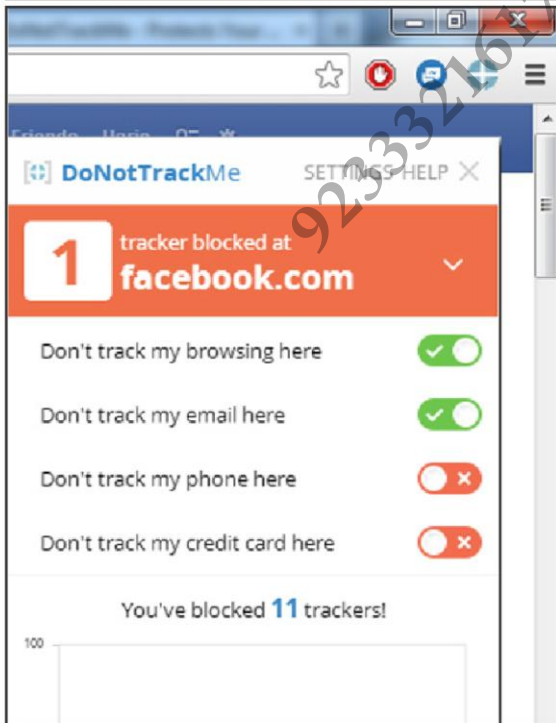 DoNotTrackMe SETTINGS HELP
1 tracker blocked at
facebook.com
Don't track my browsing here
Don't track my email here
Don't track my phone here
Don't track my credit card here
You've blocked 11 trackers!
100